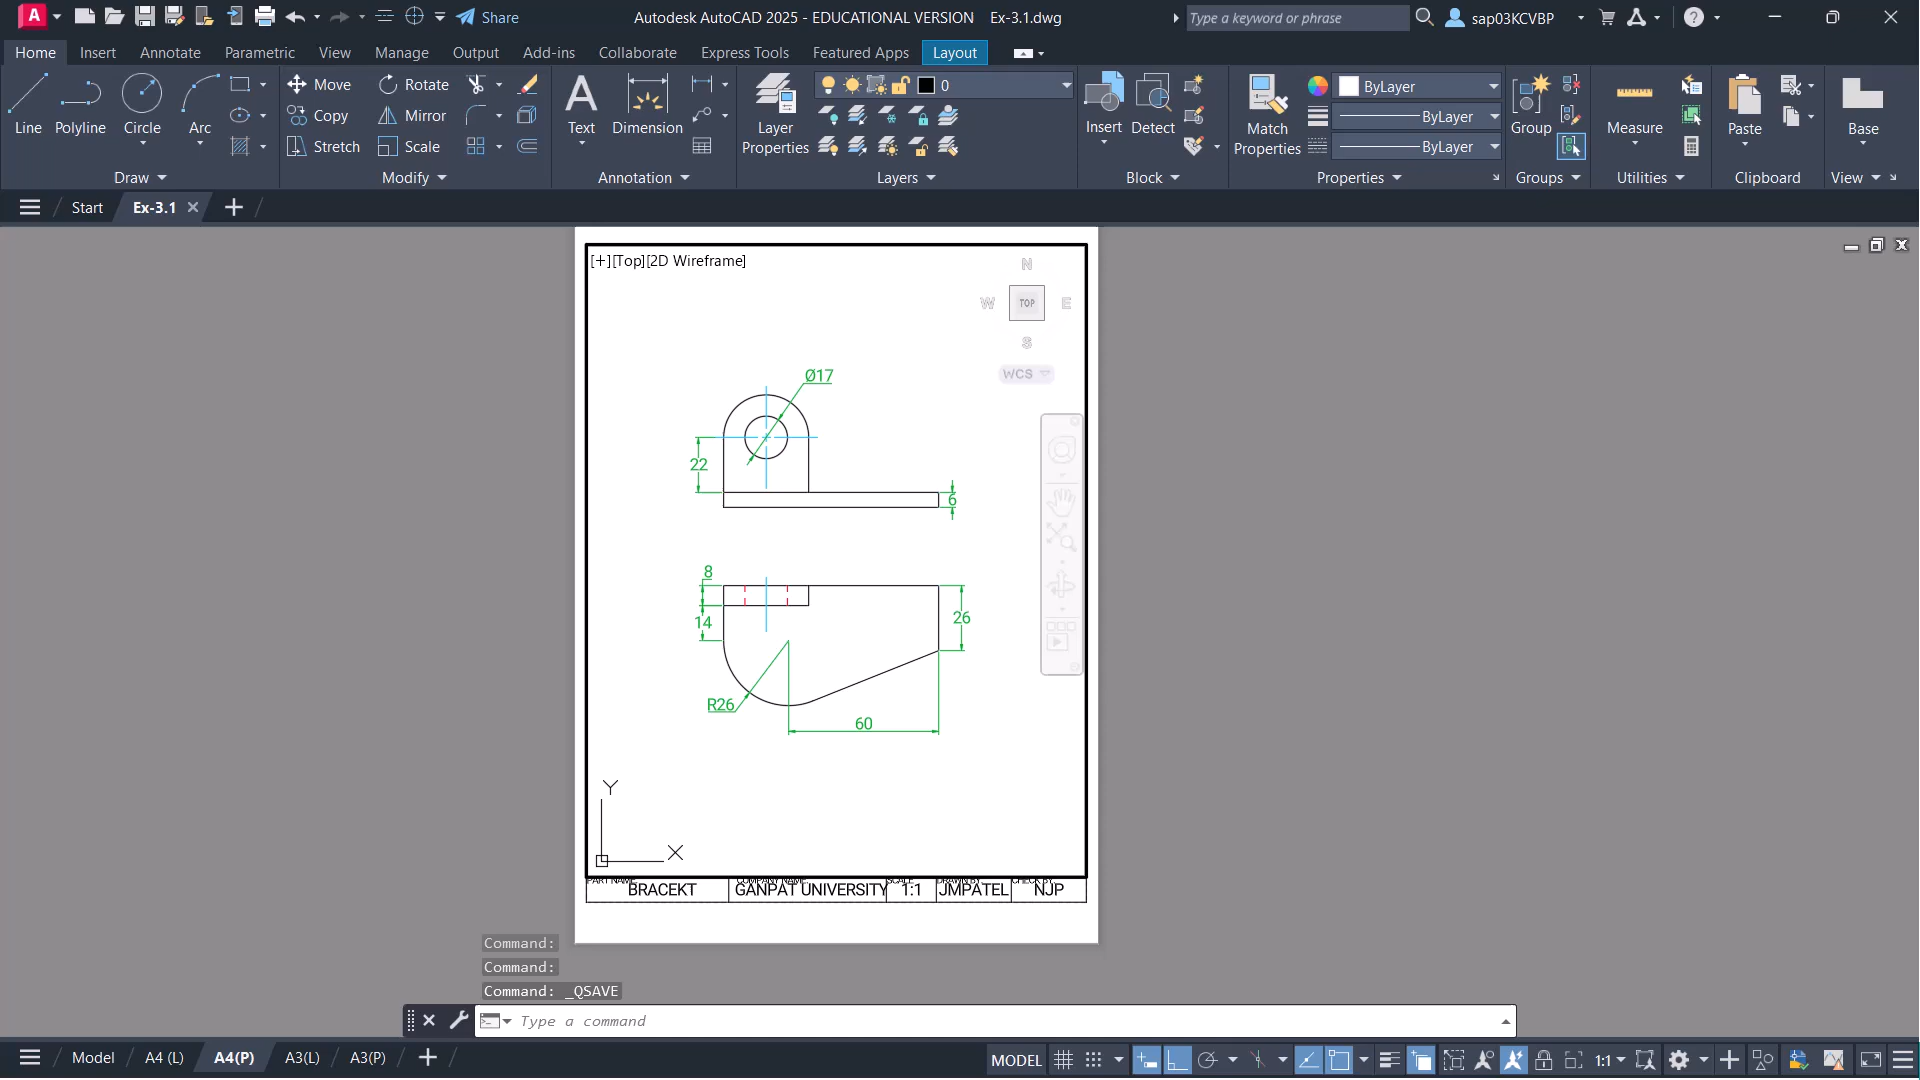 A Share Autodesk AutoCAD 2025 - EDUCATIONAL VERSION Ex-3.1.dwg Type a keyword or phrase sap03KCVBP ?
Home Insert Annotate Parametric View Manage Output Add-ins Collaborate Express Tools Featured Apps Layout
Line Polyline Circle Arc
Draw
Move Rotate
Copy Mirror
Stretch Scale
Modify
A
Text Dimension
Annotation
Layer
Properties
0
Layers
Insert Detect
Block
Match
Properties
ByLayer
ByLayer
ByLayer
Properties
Group
Groups
Measure
Utilities
Paste
Clipboard
Base
View
Start Ex-3.1
[+][Top][2D Wireframe]
N
W TOP E
S
WCS
Ø17
22
6
8
14
26
R26
60
Y
X
PART NAME COMPANY NAME SCALE DRAWN BY CHECK BY
BRACEKT GANPAT UNIVERSITY 1:1 JMPATEL NJP
Command:
Command:
Command: _QSAVE
Type a command
Model A4 (L) A4(P) A3(L) A3(P)
MODEL 1:1